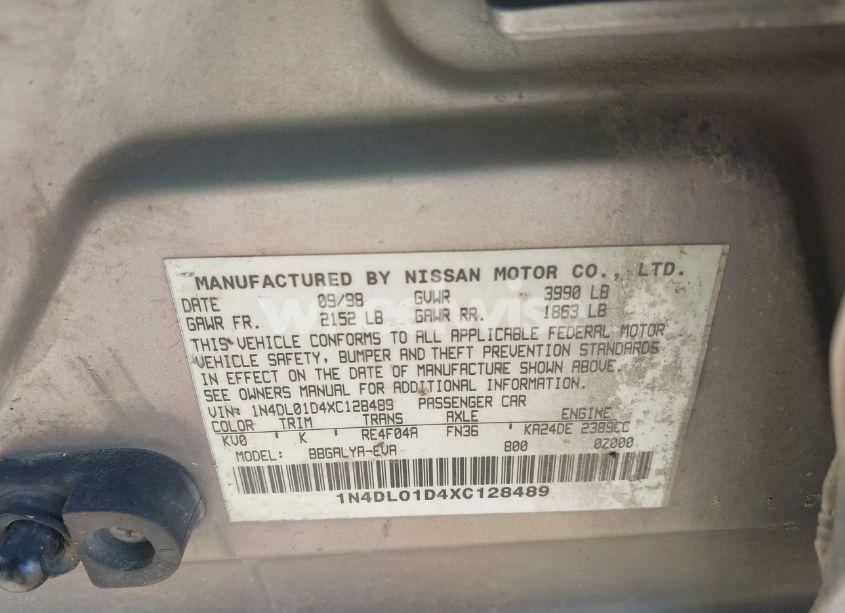 MANUFACTURED BY NISSAN MOTOR CO., LTD.
DATE 09/98 GVWR 3990 LB
GAWR FR. 2152 LB GAWR RR. 1863 LB
THIS VEHICLE CONFORMS TO ALL APPLICABLE FEDERAL MOTOR
VEHICLE SAFETY, BUMPER AND THEFT PREVENTION STANDARDS
IN EFFECT ON THE DATE OF MANUFACTURE SHOWN ABOVE.
SEE OWNERS MANUAL FOR ADDITIONAL INFORMATION.
VIN: 1N4DL01D4XC128489 PASSENGER CAR
COLOR TRIM TRANS AXLE ENGINE
KV0 K RE4F04A FN36 KA24DE 2389CC
MODEL: BBGALYA-EVA 800 0Z000
1N4DL01D4XC128489